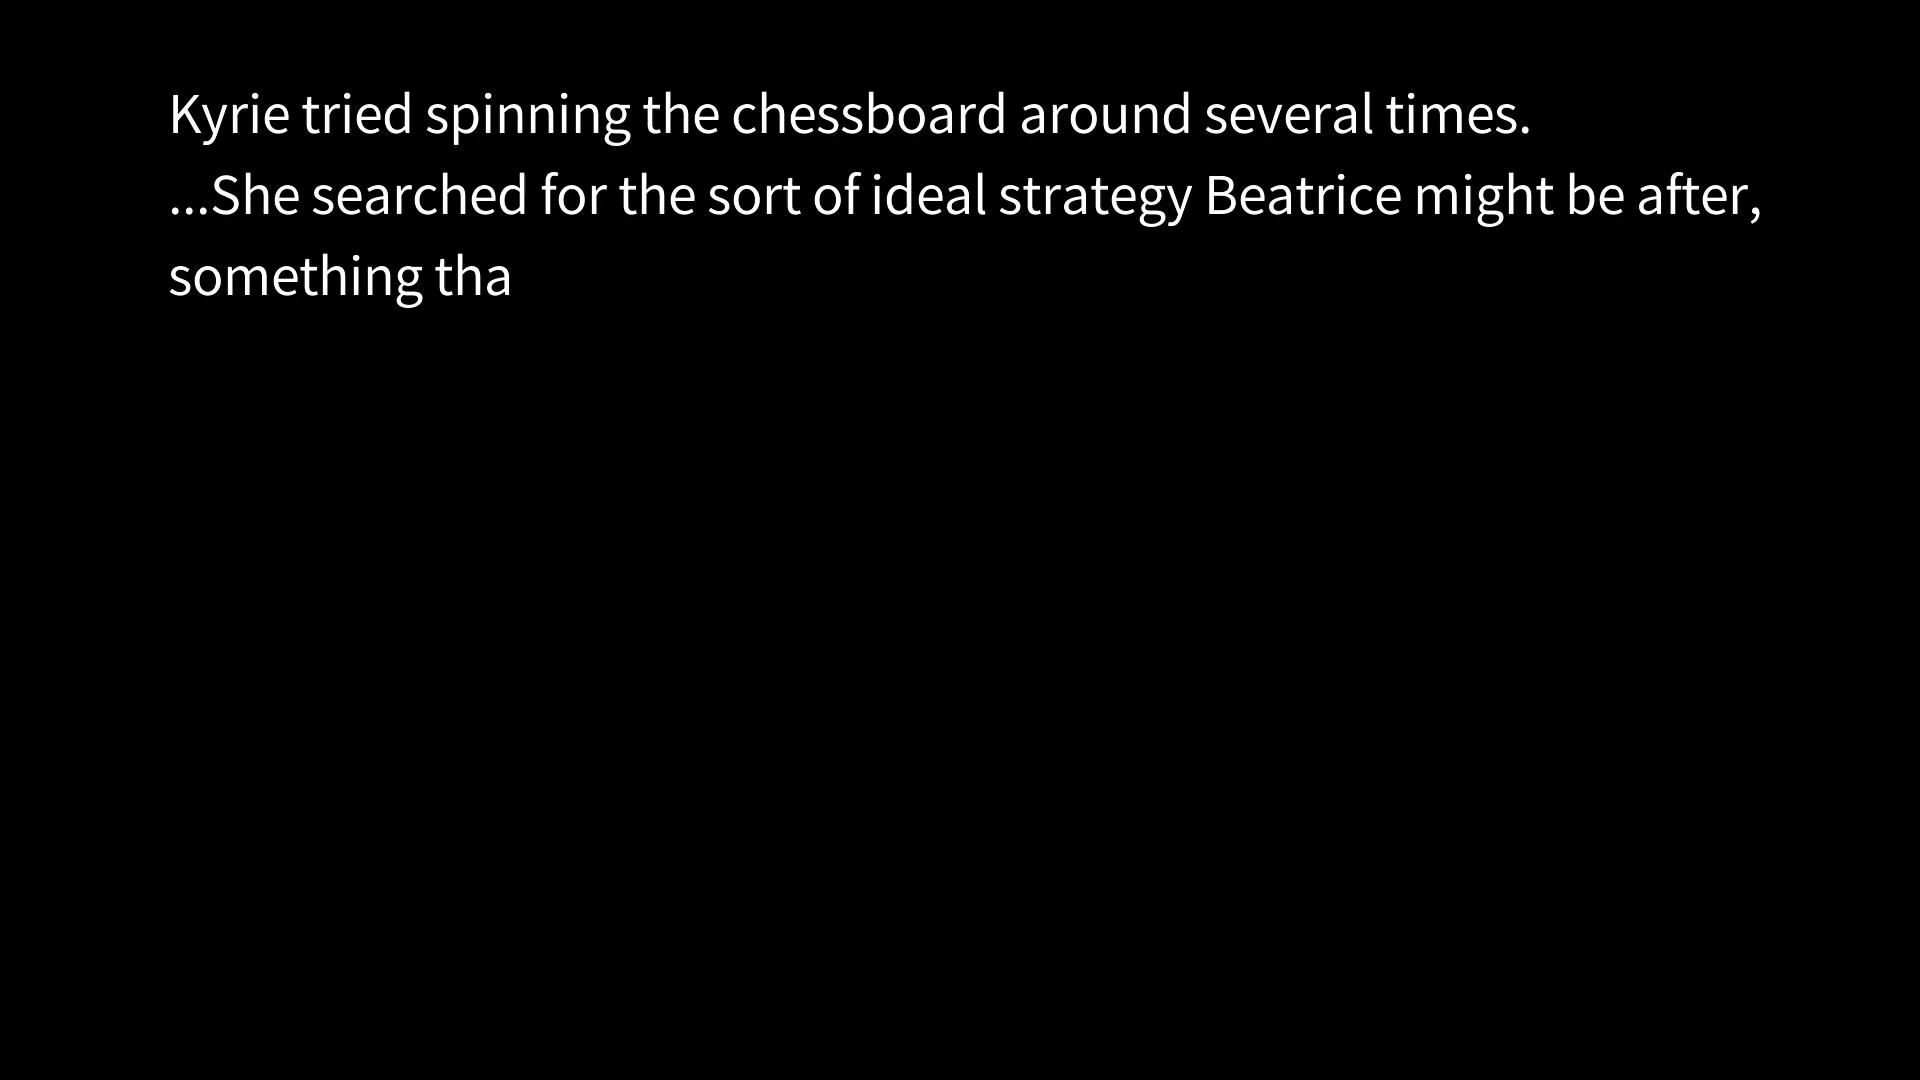 Kyrie tried spinning the chessboard around several times.
...She searched for the sort of ideal strategy Beatrice might be after,
something tha